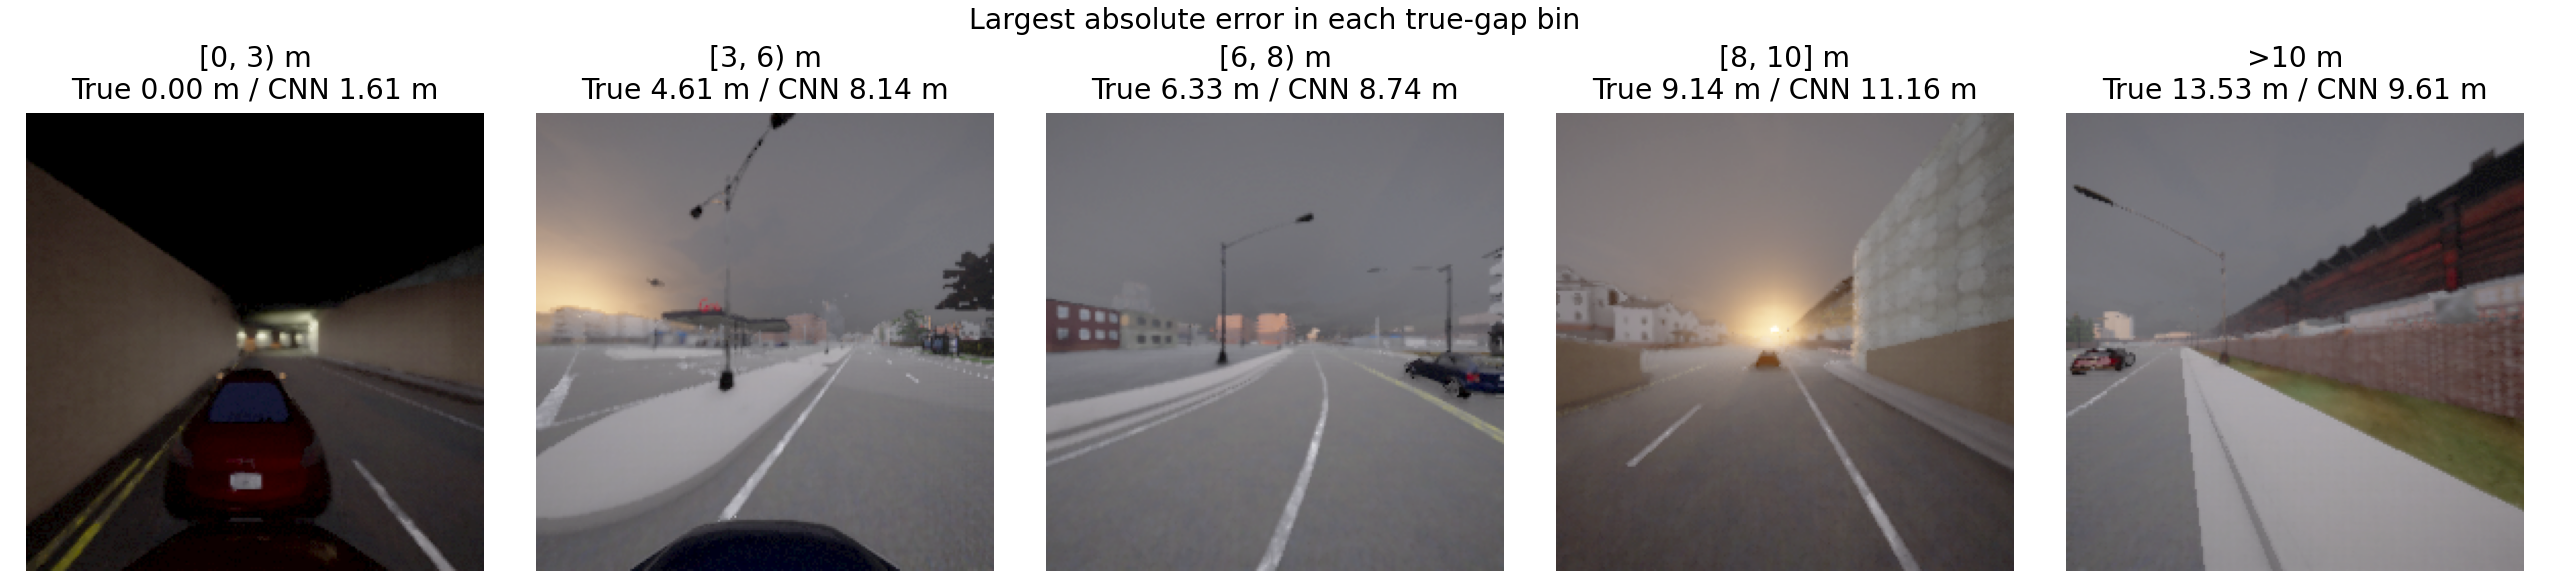 Largest absolute error in each true-gap bin
[0, 3) m
True 0.00 m / CNN 1.61 m
[3, 6) m
True 4.61 m / CNN 8.14 m
[6, 8) m
True 6.33 m / CNN 8.74 m
[8, 10] m
True 9.14 m / CNN 11.16 m
>10 m
True 13.53 m / CNN 9.61 m